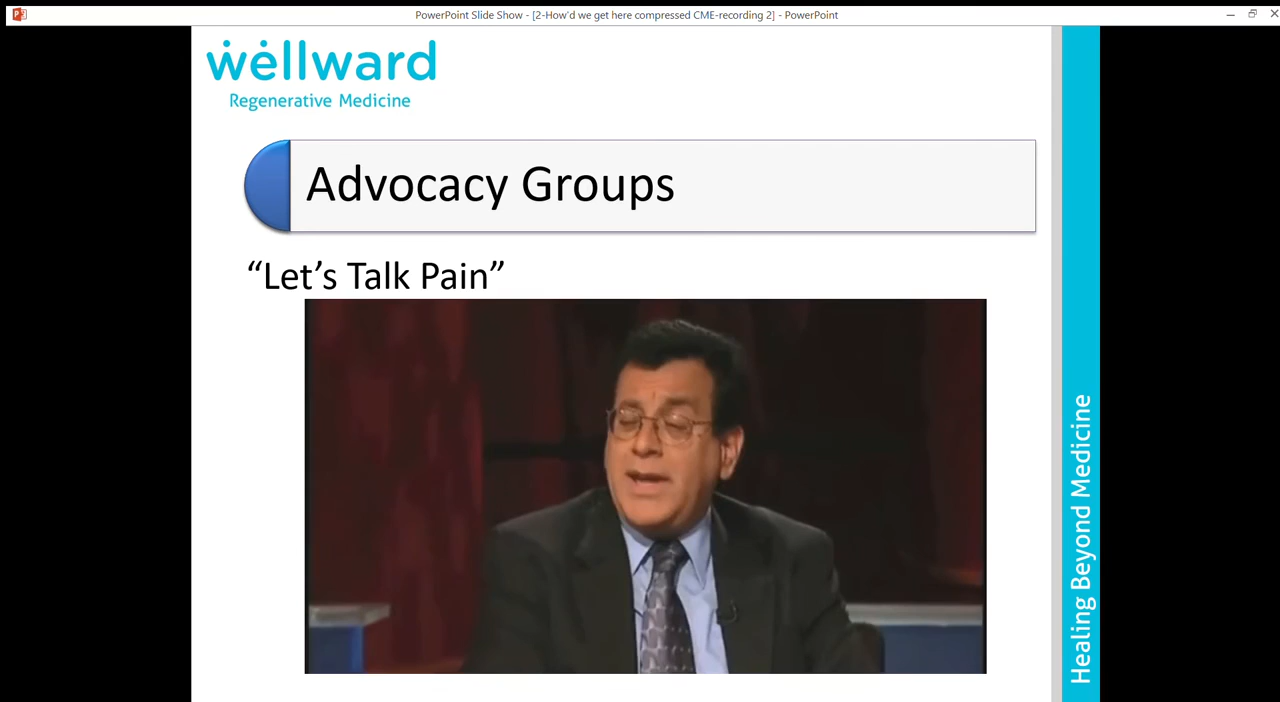 PowerPoint Slide Show - [2-How'd we get here compressed CME-recording 2] - PowerPoint
wellward
Regenerative Medicine
Advocacy Groups
“Let’s Talk Pain”
Healing Beyond Medicine